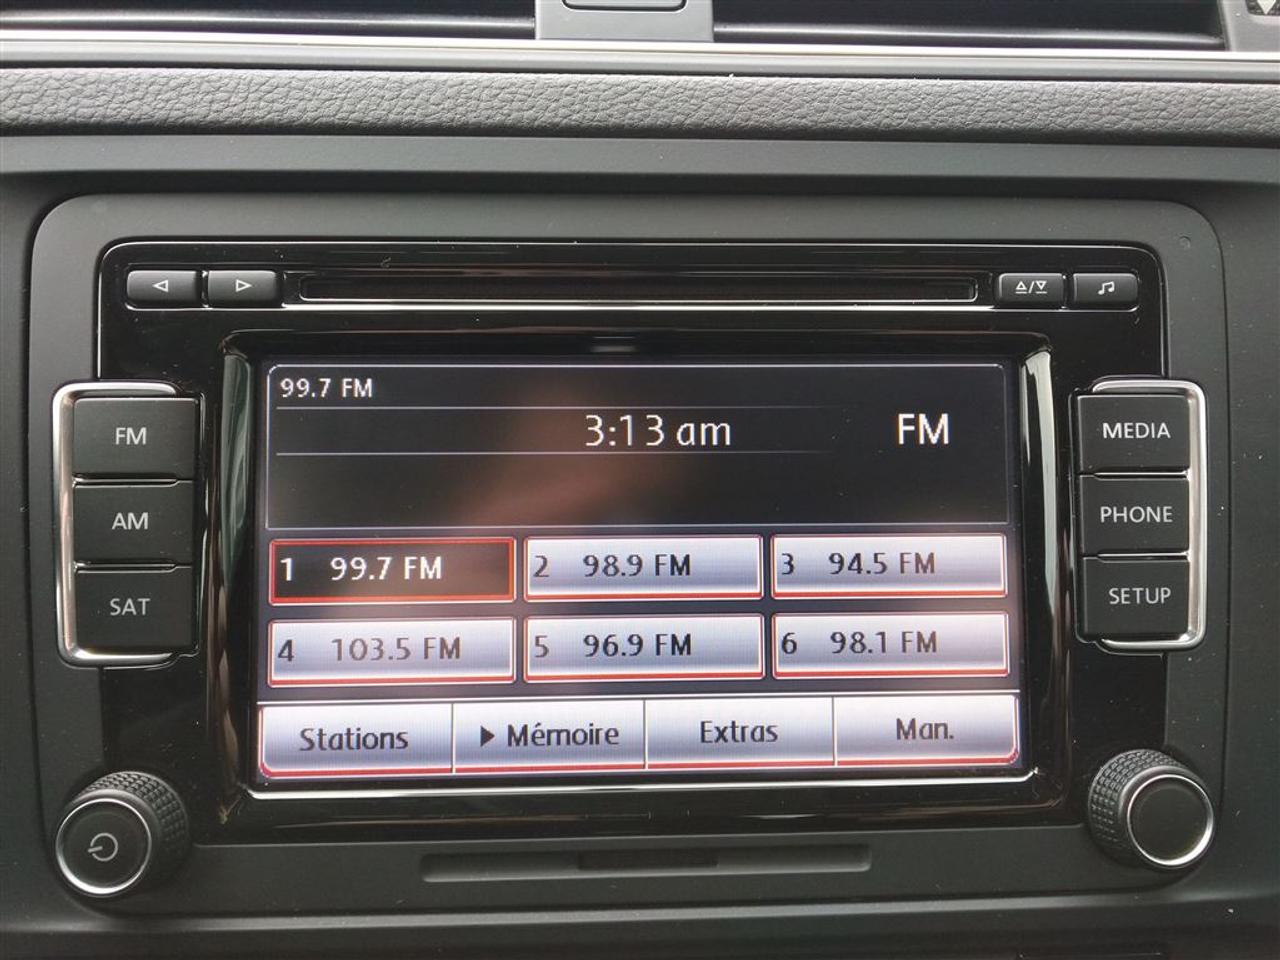 99.7 FM
3:13 am
FM
FM
AM
SAT
MEDIA
PHONE
SETUP
1 99.7 FM
2 98.9 FM
3 94.5 FM
4 103.5 FM
5 96.9 FM
6 98.1 FM
Stations
Mémoire
Extras
Man.